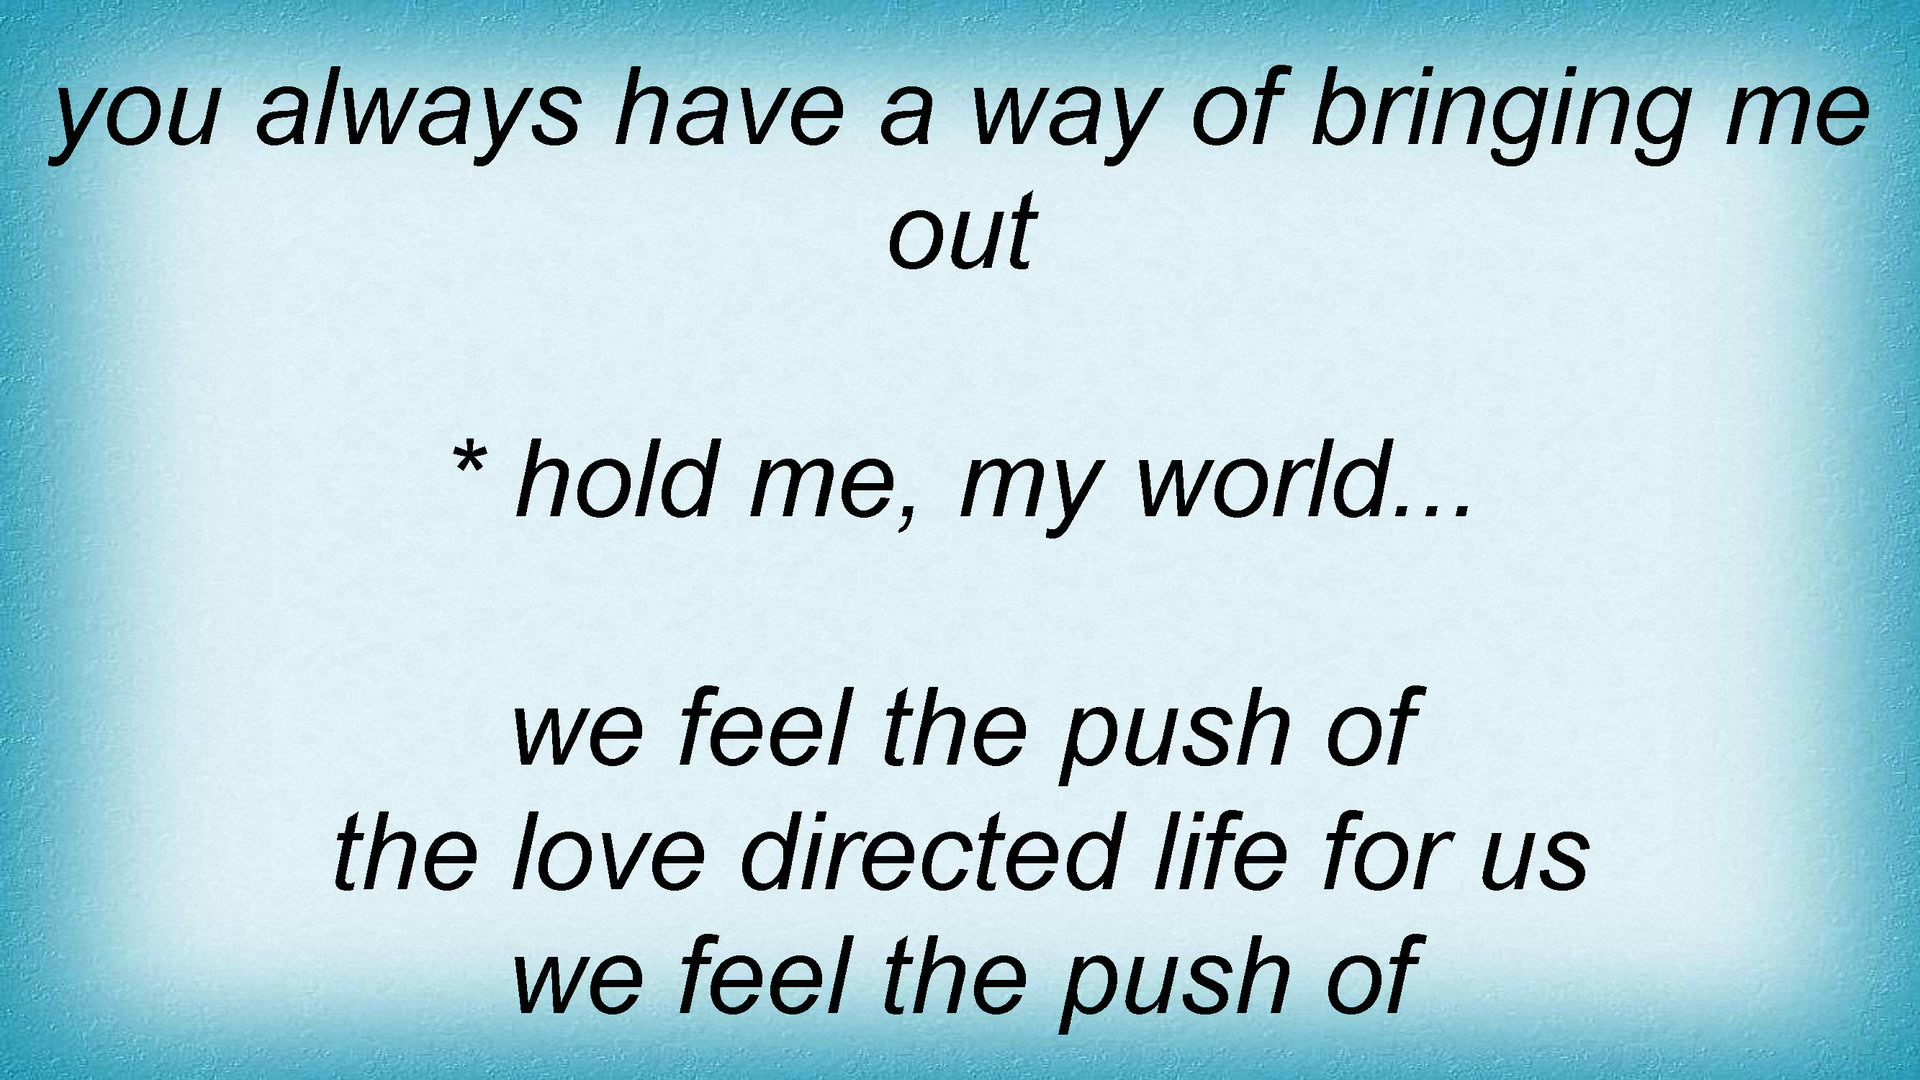 you always have a way of bringing me
out
* hold me, my world...
we feel the push of
the love directed life for us
we feel the push of